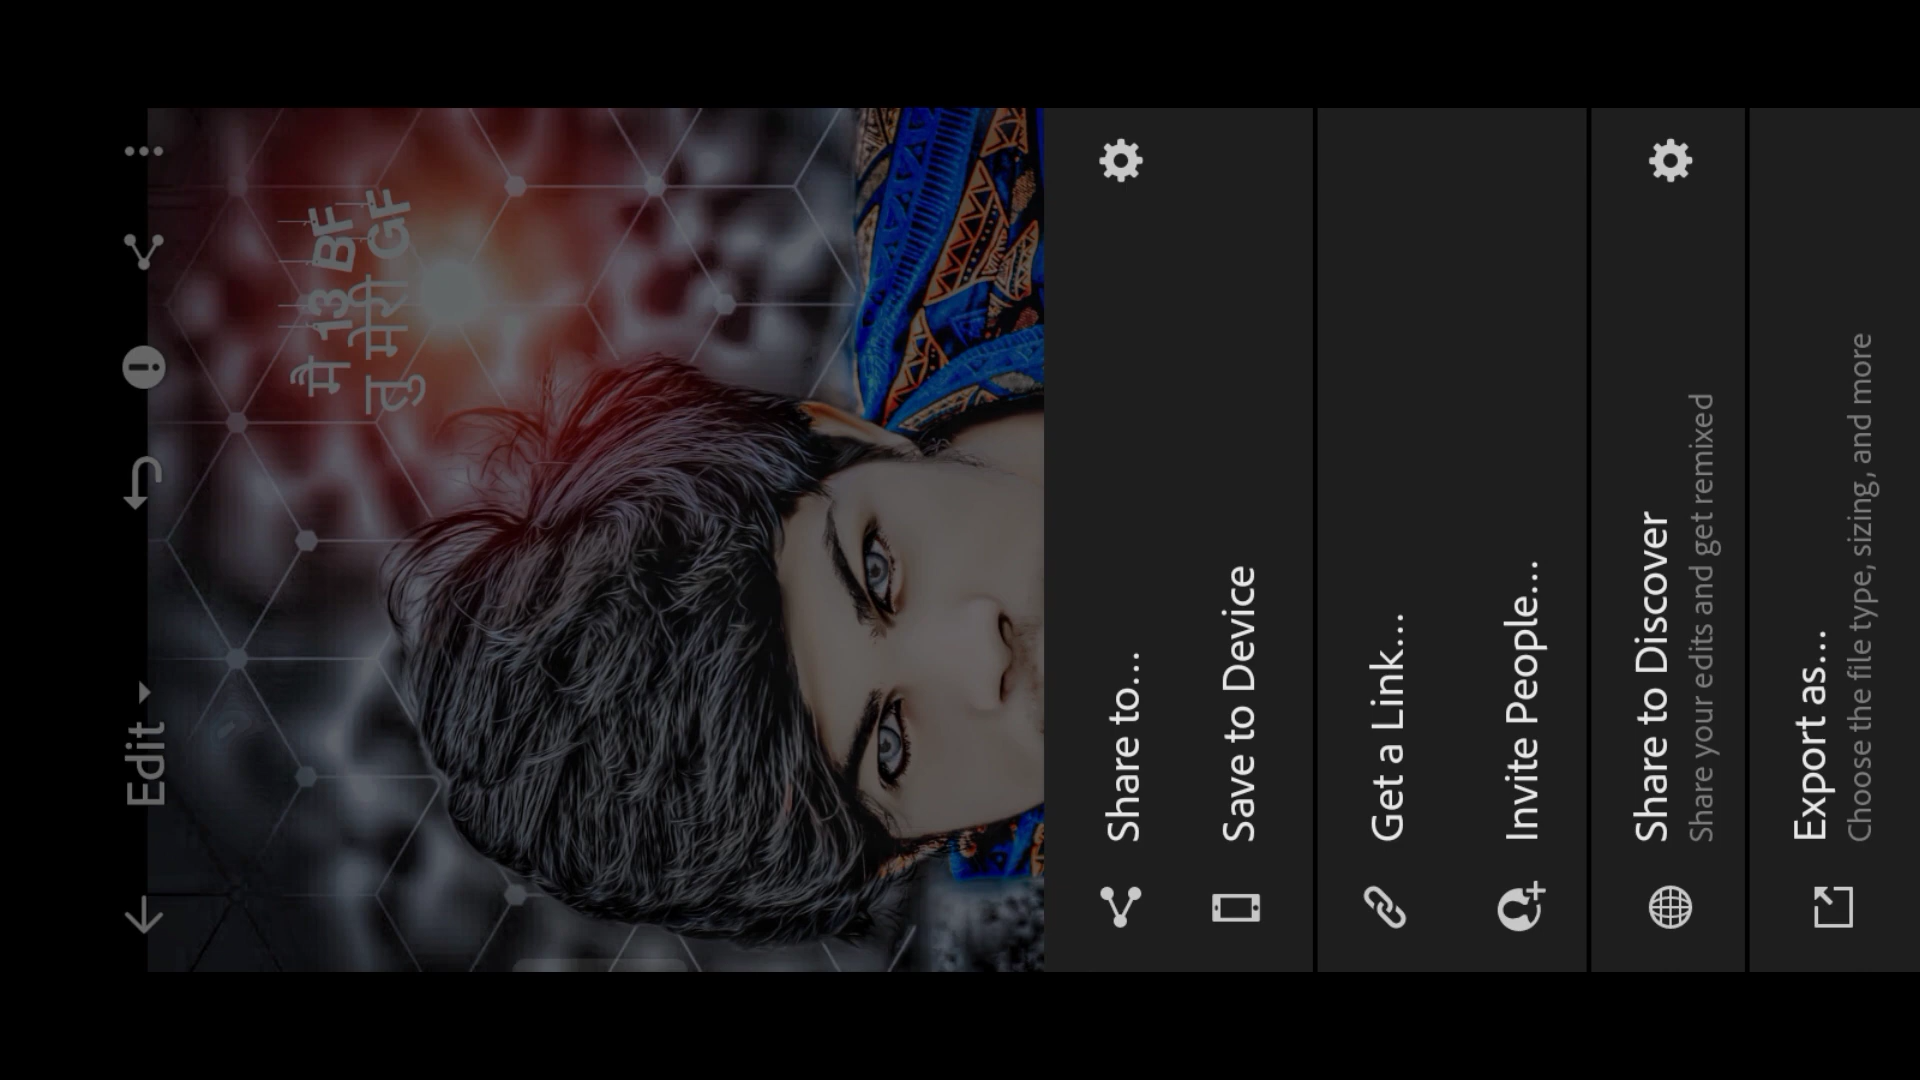 Edit
मै 13 BF
तु मेरी GF
Share to...
Save to Device
Get a Link...
Invite People...
Share to Discover
Share your edits and get remixed
Export as...
Choose the file type, sizing, and more